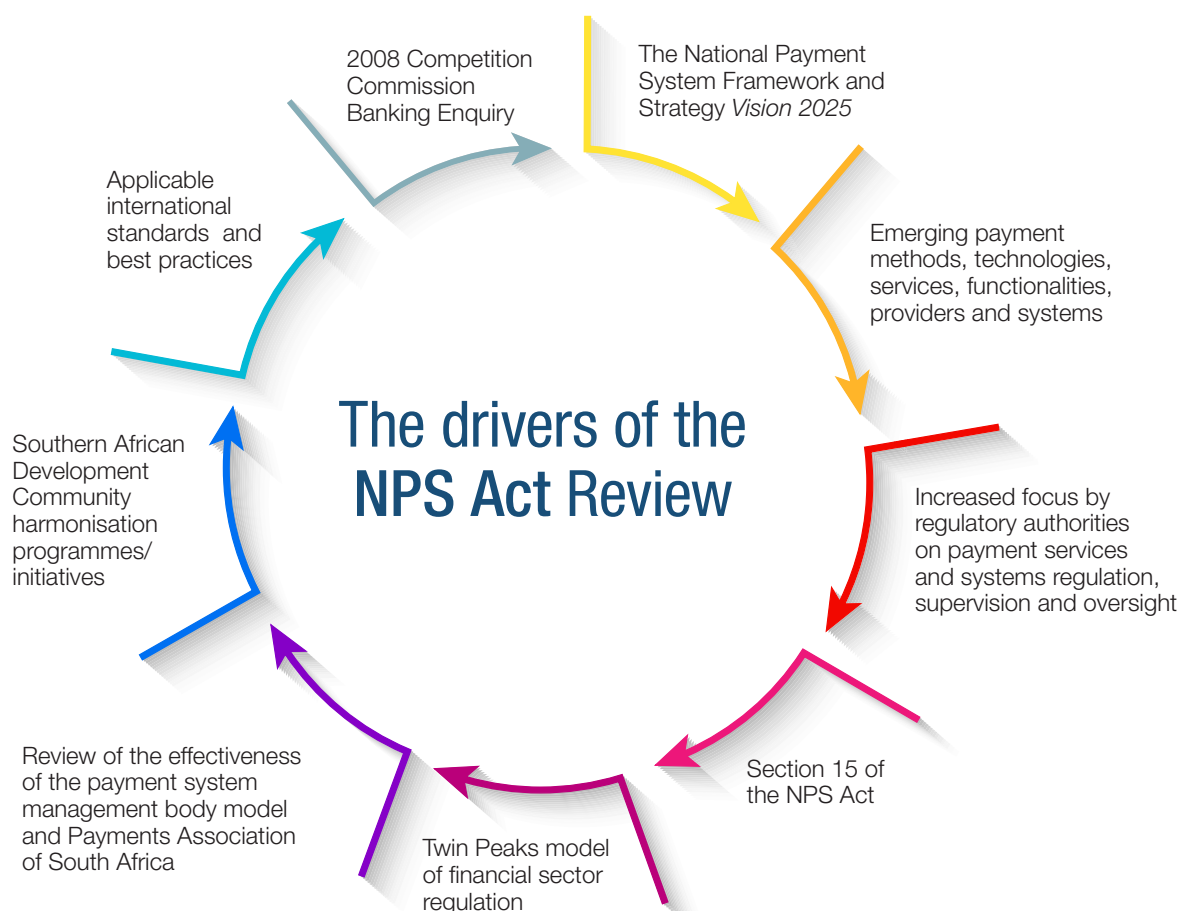 The drivers of the
NPS Act Review
The National Payment
System Framework and
Strategy Vision 2025
Emerging payment
methods, technologies,
services, functionalities,
providers and systems
Increased focus by
regulatory authorities
on payment services
and systems regulation,
supervision and oversight
Section 15 of
the NPS Act
Twin Peaks model
of financial sector
regulation
Review of the effectiveness
of the payment system
management body model
and Payments Association
of South Africa
Southern African
Development
Community
harmonisation
programmes/
initiatives
Applicable
international
standards and
best practices
2008 Competition
Commission
Banking Enquiry